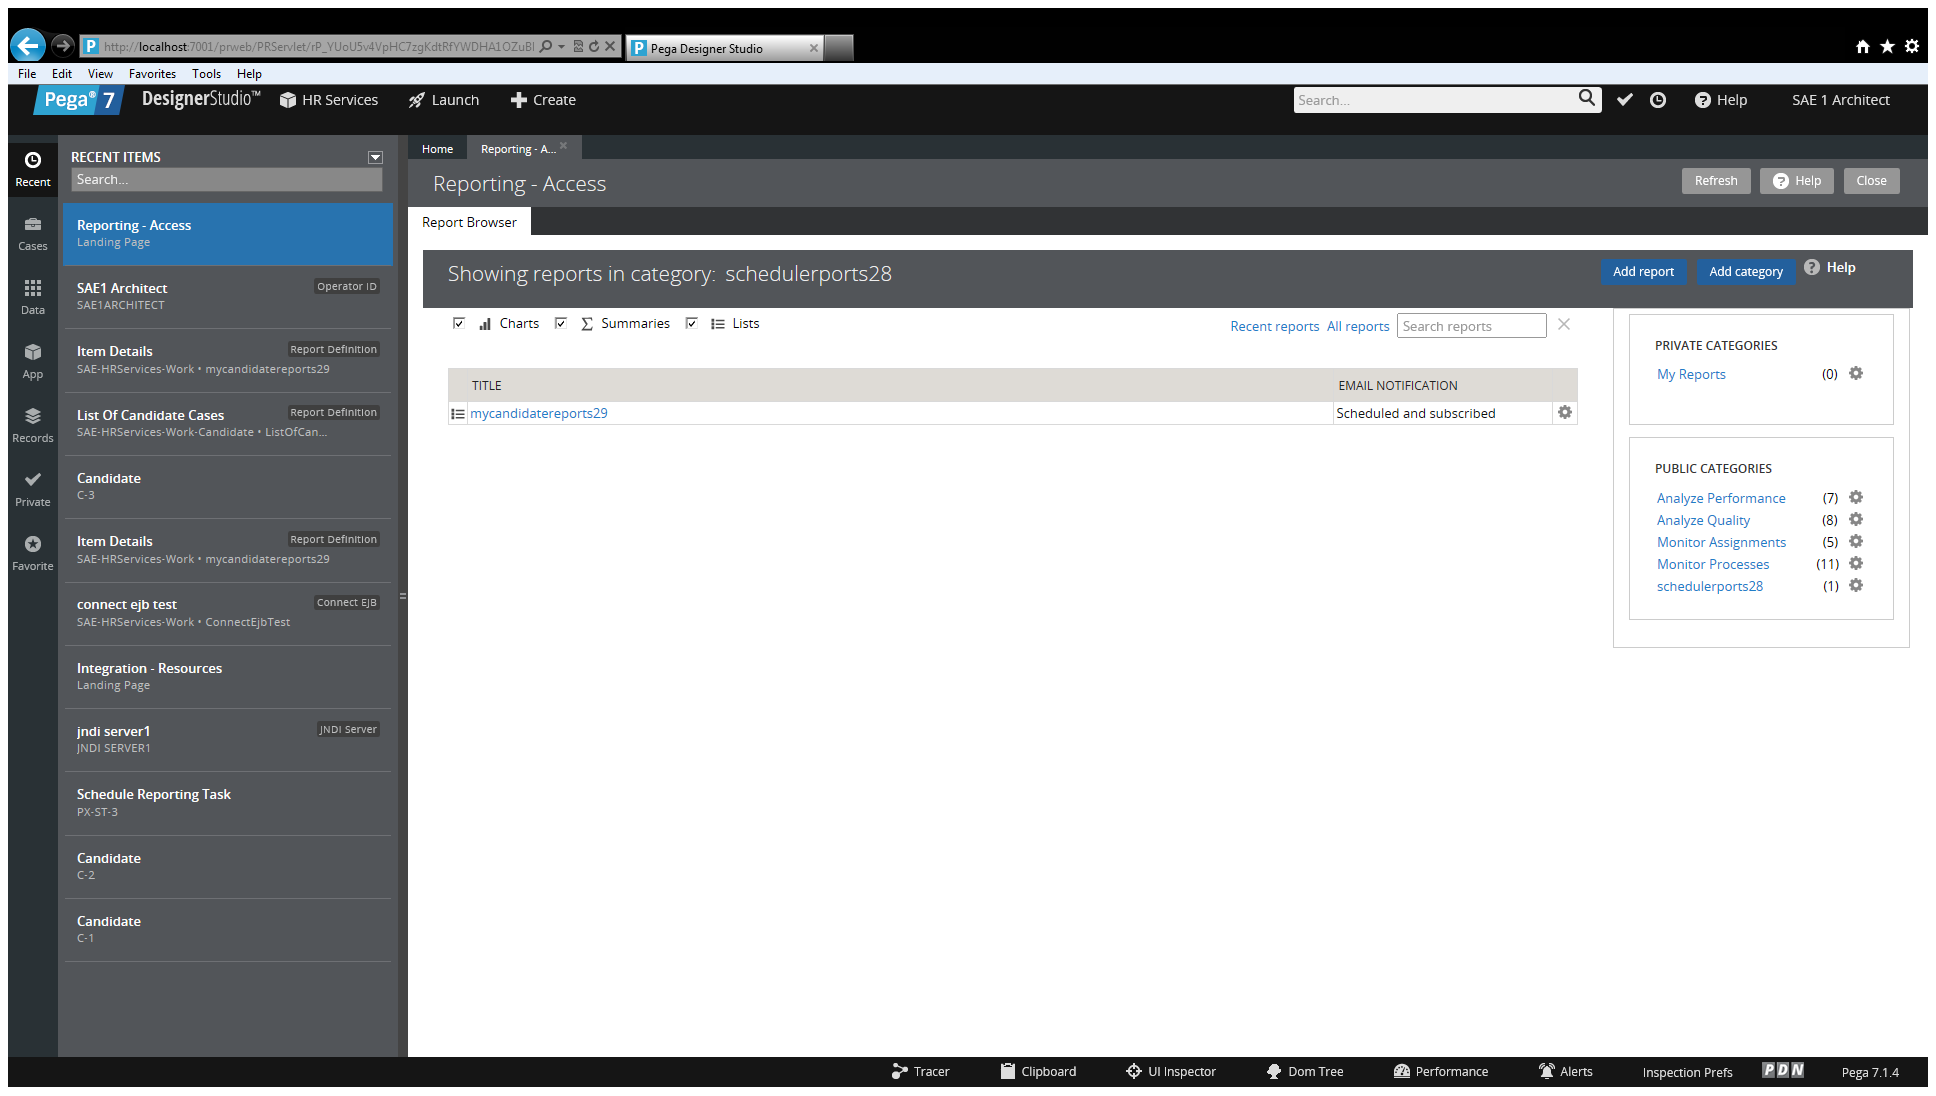 http://localhost:7001/prweb/PRServlet/rP_YUoU5v4VpHC7zgKdtRfYWDHA1OZuBl
Pega Designer Studio
File Edit View Favorites Tools Help
Pega® 7 DesignerStudio™ HR Services Launch Create Search... Help SAE 1 Architect
Recent
Cases
Data
App
Records
Private
Favorite
RECENT ITEMS
Search...
Reporting - Access
Landing Page
SAE1 Architect Operator ID
SAE1ARCHITECT
Item Details Report Definition
SAE-HRServices-Work • mycandidatereports29
List Of Candidate Cases Report Definition
SAE-HRServices-Work-Candidate • ListOfCan...
Candidate
C-3
Item Details Report Definition
SAE-HRServices-Work • mycandidatereports29
connect ejb test Connect EJB
SAE-HRServices-Work • ConnectEjbTest
Integration - Resources
Landing Page
jndi server1 JNDI Server
JNDI SERVER1
Schedule Reporting Task
PX-ST-3
Candidate
C-2
Candidate
C-1
Home Reporting - A...
Reporting - Access
Refresh Help Close
Report Browser
Showing reports in category: schedulerports28
Add report Add category Help
Charts Summaries Lists
Recent reports All reports Search reports
TITLE EMAIL NOTIFICATION
mycandidatereports29 Scheduled and subscribed
PRIVATE CATEGORIES
My Reports (0)
PUBLIC CATEGORIES
Analyze Performance (7)
Analyze Quality (8)
Monitor Assignments (5)
Monitor Processes (11)
schedulerports28 (1)
Tracer Clipboard UI Inspector Dom Tree Performance Alerts Inspection Prefs PDN Pega 7.1.4